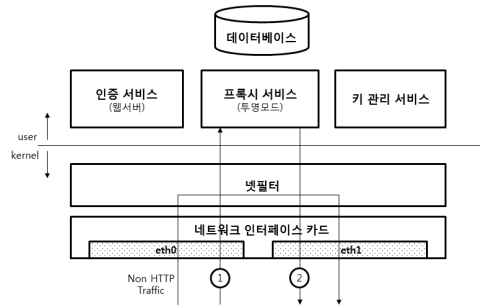 데이터베이스
인증 서비스
(웹서버)
프록시 서비스
(투명모드)
키 관리 서비스
user
kernel
넷필터
네트워크 인터페이스 카드
eth0
eth1
Non HTTP
Traffic
1
2